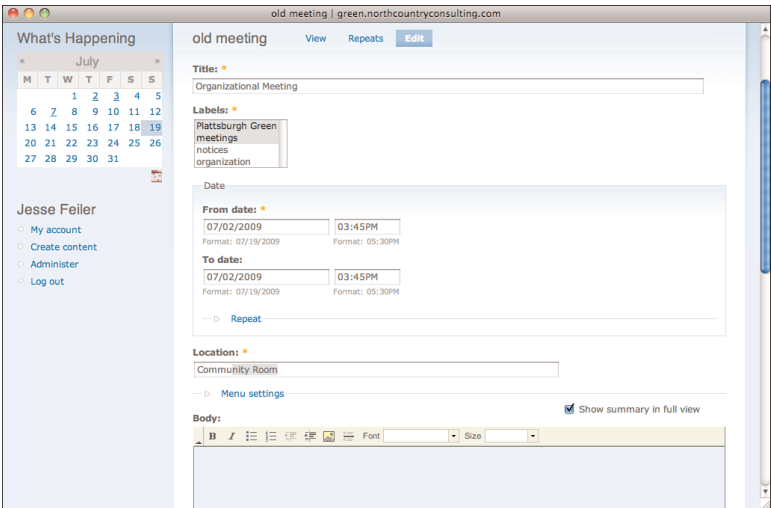 old meeting | green.northcountryconsulting.com
What's Happening
« July »
M T W T F S S
1 2 3 4 5
6 7 8 9 10 11 12
13 14 15 16 17 18 19
20 21 22 23 24 25 26
27 28 29 30 31
Jesse Feiler
My account
Create content
Administer
Log out
old meeting View Repeats Edit
Title: *
Organizational Meeting
Labels: *
Plattsburgh Green
meetings
notices
organization
Date
From date: *
07/02/2009 03:45PM
Format: 07/19/2009 Format: 05:30PM
To date:
07/02/2009 03:45PM
Format: 07/19/2009 Format: 05:30PM
Repeat
Location: *
Community Room
Menu settings
Show summary in full view
Body:
B I Font Size